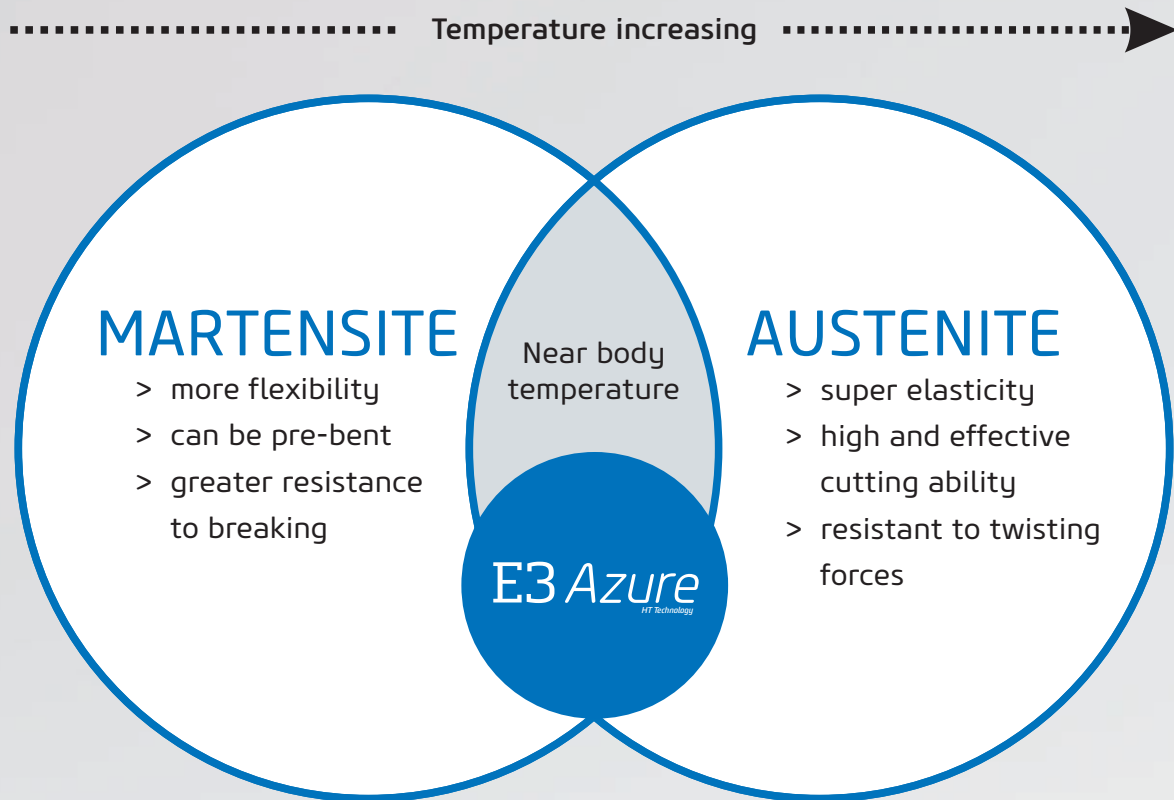 Temperature increasing
MARTENSITE
> more flexibility
> can be pre-bent
> greater resistance
to breaking
Near body
temperature
AUSTENITE
> super elasticity
> high and effective
cutting ability
> resistant to twisting
forces
E3 Azure
HT Technology